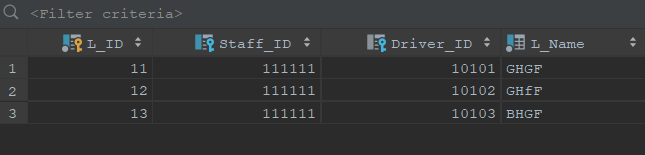 <Filter criteria>
L_ID Staff_ID Driver_ID L_Name
1 11 111111 10101 GHGF
2 12 111111 10102 GHfF
3 13 111111 10103 BHGF